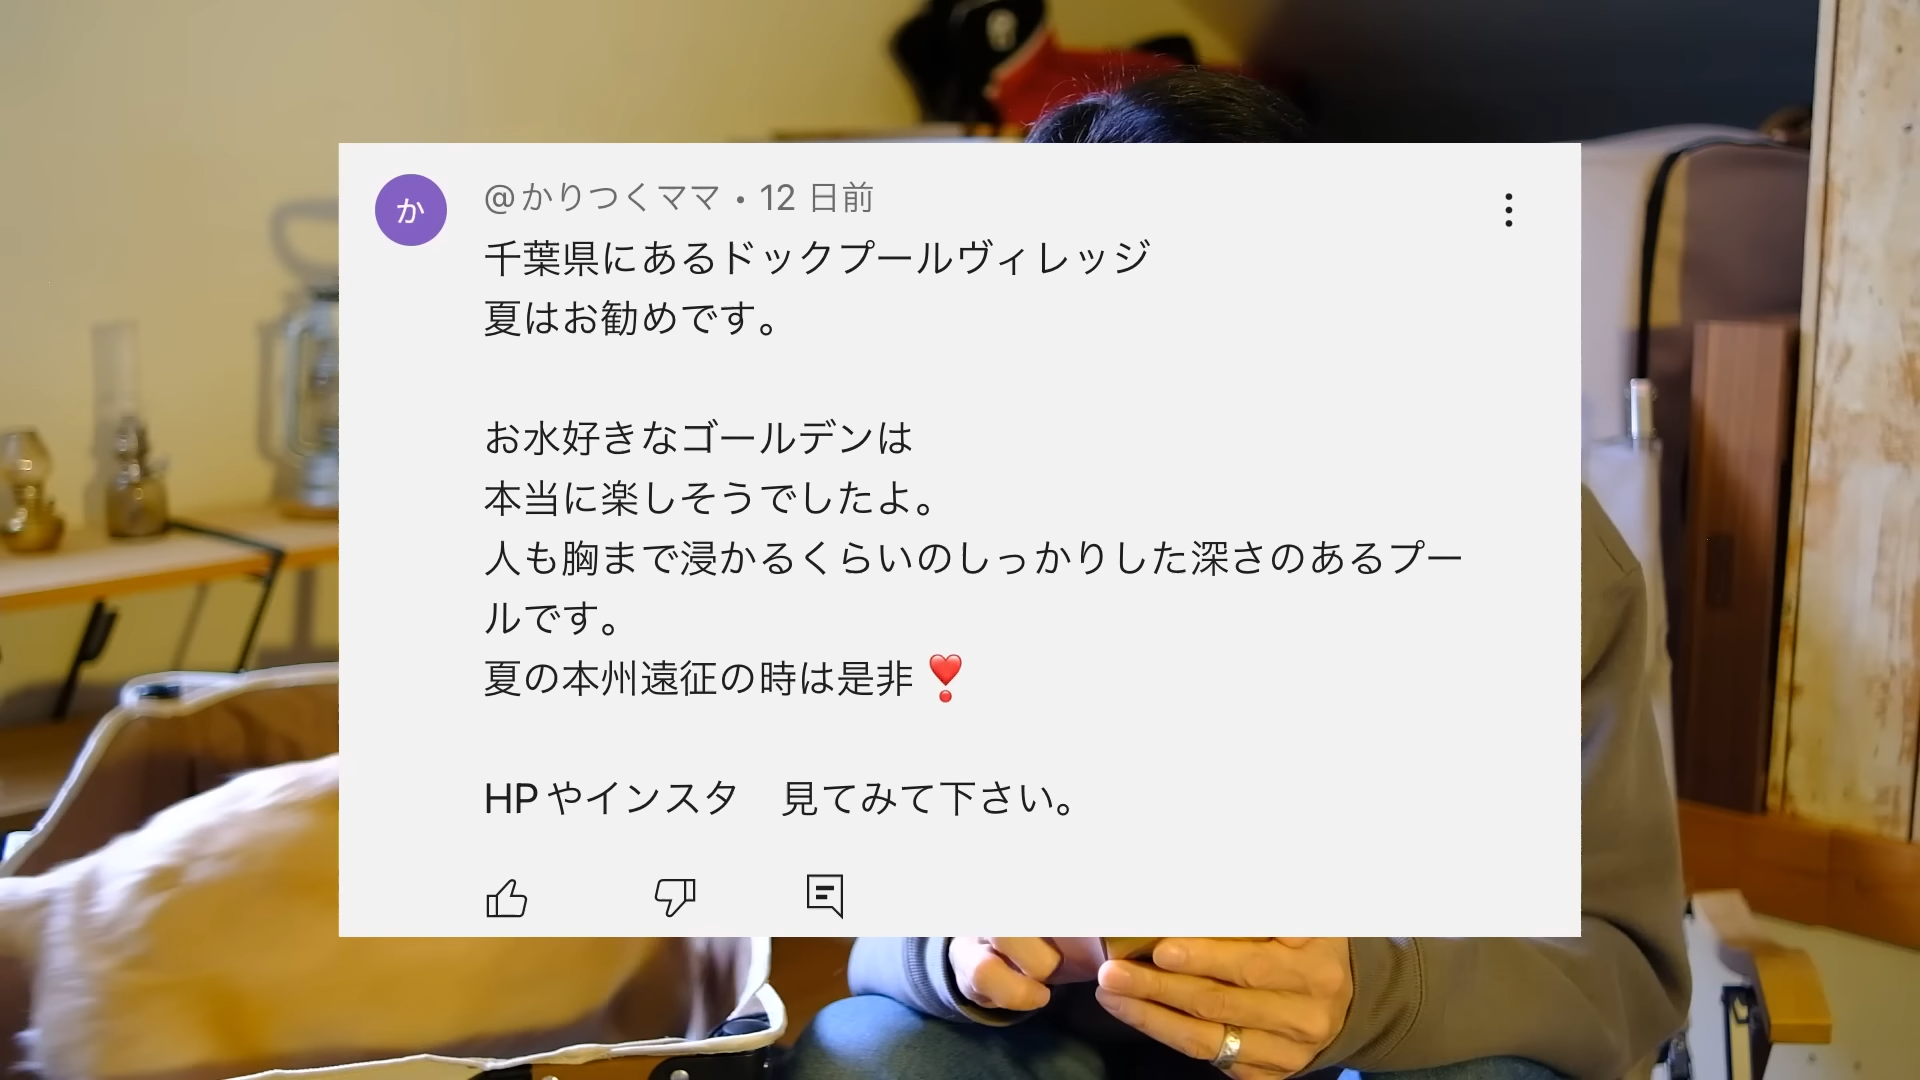 か
@かりつくママ・12 日前
千葉県にあるドックプールヴィレッジ
夏はお勧めです。
お水好きなゴールデンは
本当に楽しそうでしたよ。
人も胸まで浸かるくらいのしっかりした深さのあるプー
ルです。
夏の本州遠征の時は是非❣️
HPやインスタ　見てみて下さい。